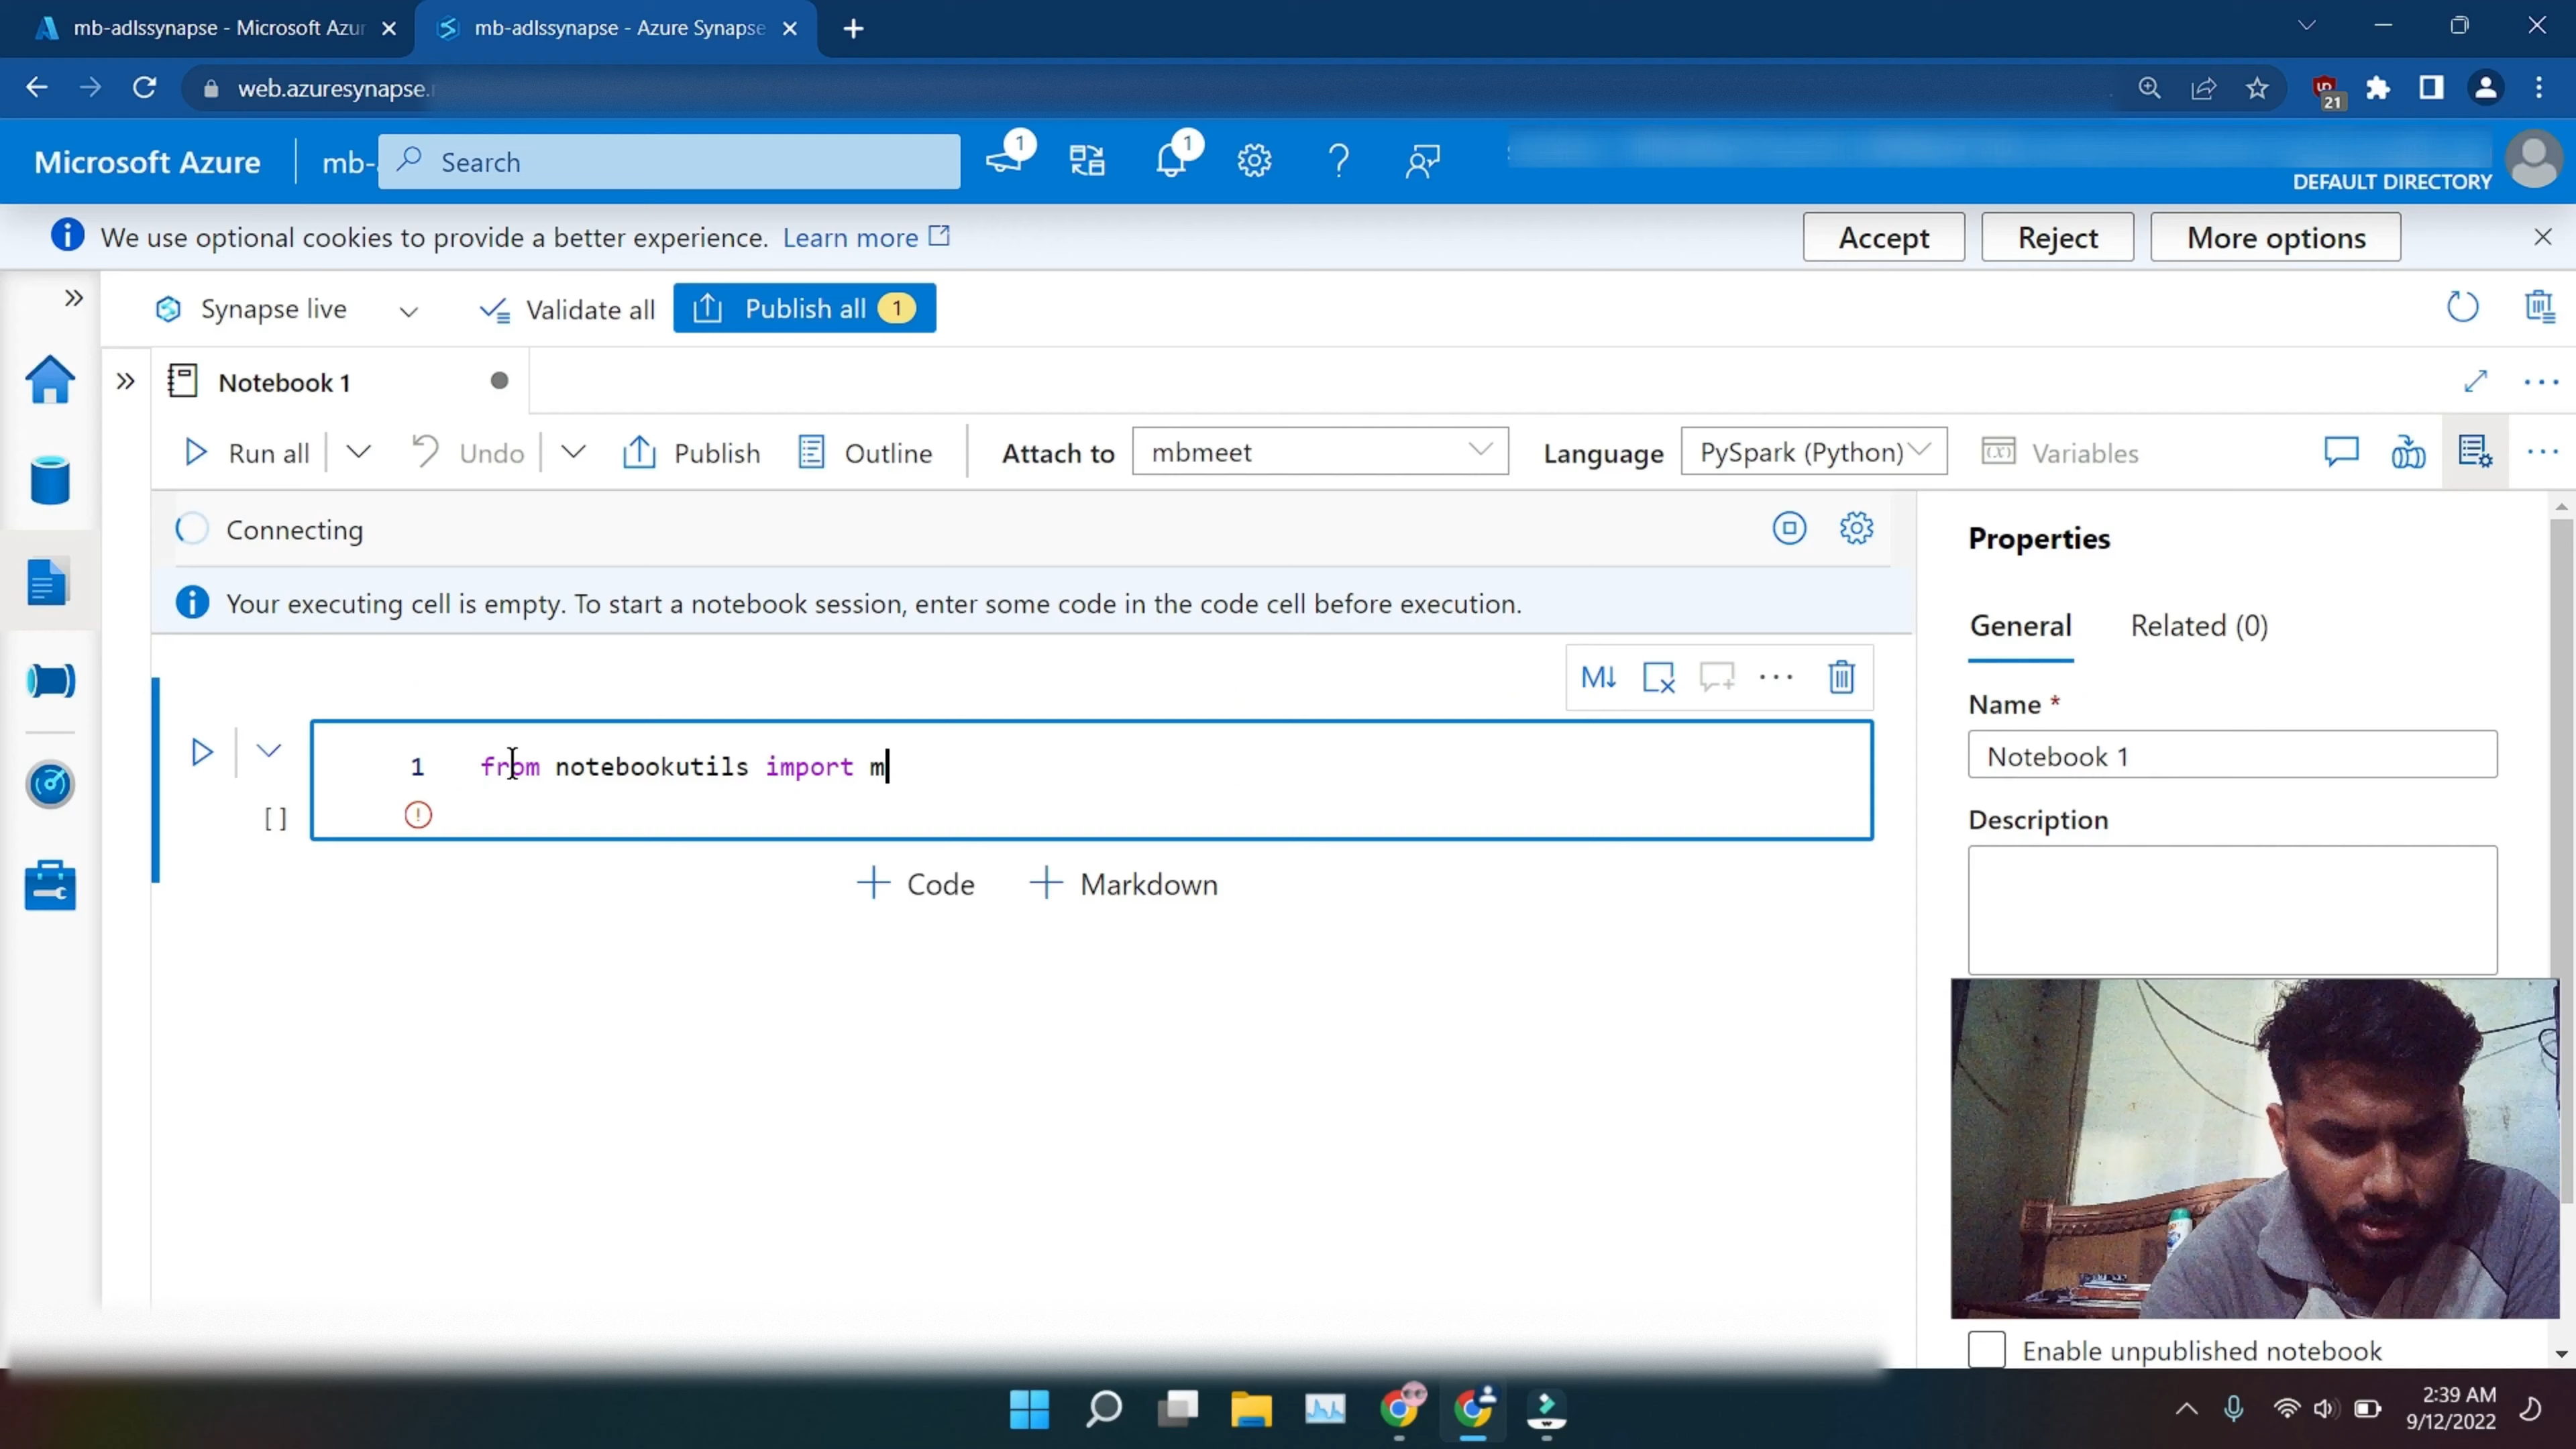 mb-adlssynapse - Microsoft Azur
mb-adlssynapse - Azure Synapse
web.azuresynapse.
21
Microsoft Azure
mb-
Search
1
1
DEFAULT DIRECTORY
We use optional cookies to provide a better experience. Learn more
Accept
Reject
More options
Synapse live
Validate all
Publish all 1
Notebook 1
Run all
Undo
Publish
Outline
Attach to
mbmeet
Language
PySpark (Python)
Variables
Connecting
Your executing cell is empty. To start a notebook session, enter some code in the code cell before execution.
M↓
1 from notebookutils import m
[ ]
+ Code
+ Markdown
Properties
General
Related (0)
Name *
Notebook 1
Description
Enable unpublished notebook
2:39 AM
9/12/2022